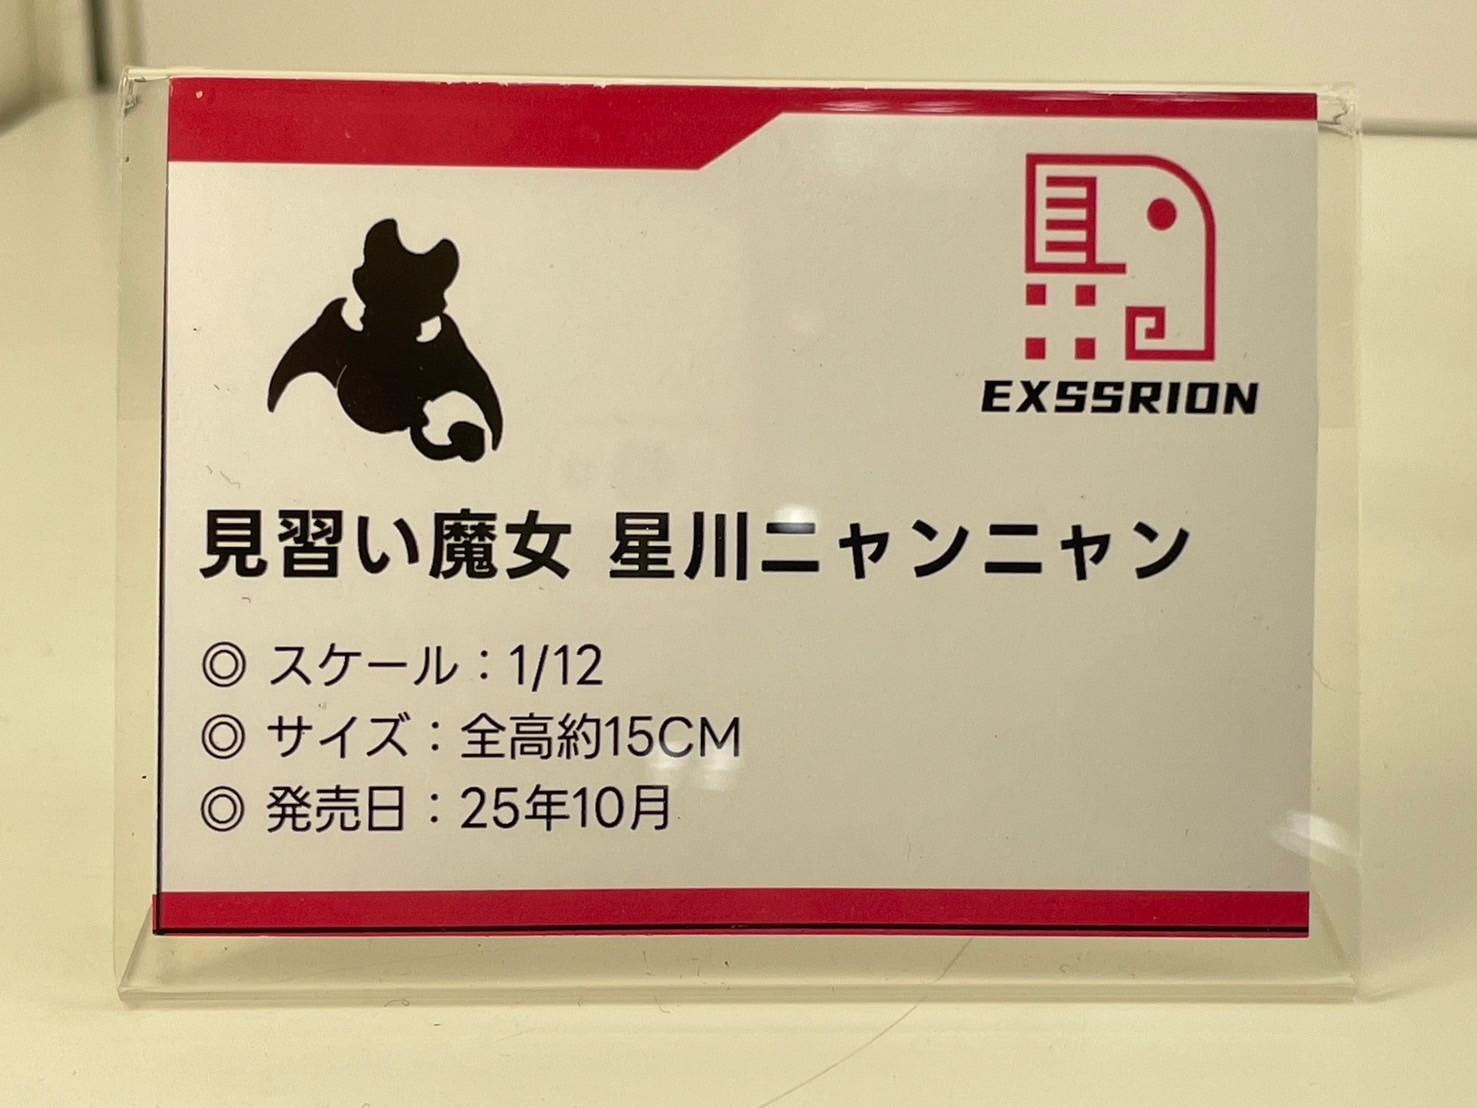 EXSSRION
見習い魔女 星川ニャンニャン
◎ スケール：1/12
◎ サイズ：全高約15CM
◎ 発売日：25年10月